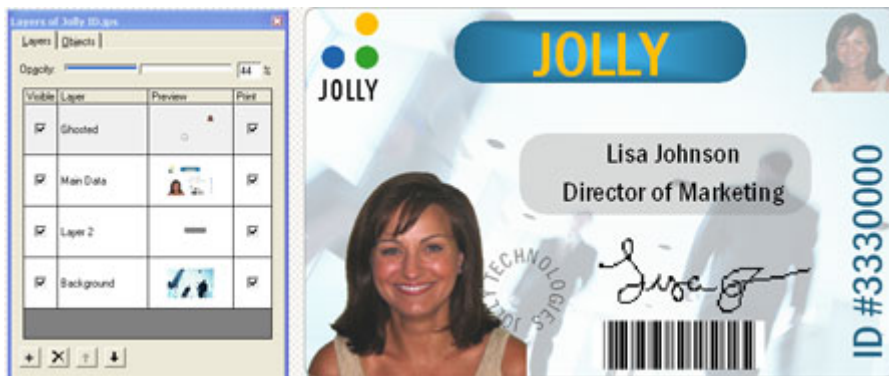 Layers of Jolly ID.jps
Layers
Objects
Opacity:
44
%
Visible
Layer
Preview
Print
Ghosted
Main Data
Layer 2
Background
JOLLY
JOLLY
Lisa Johnson
Director of Marketing
JOLLY TECHNOLOGIES
Lisa J
ID #3330000